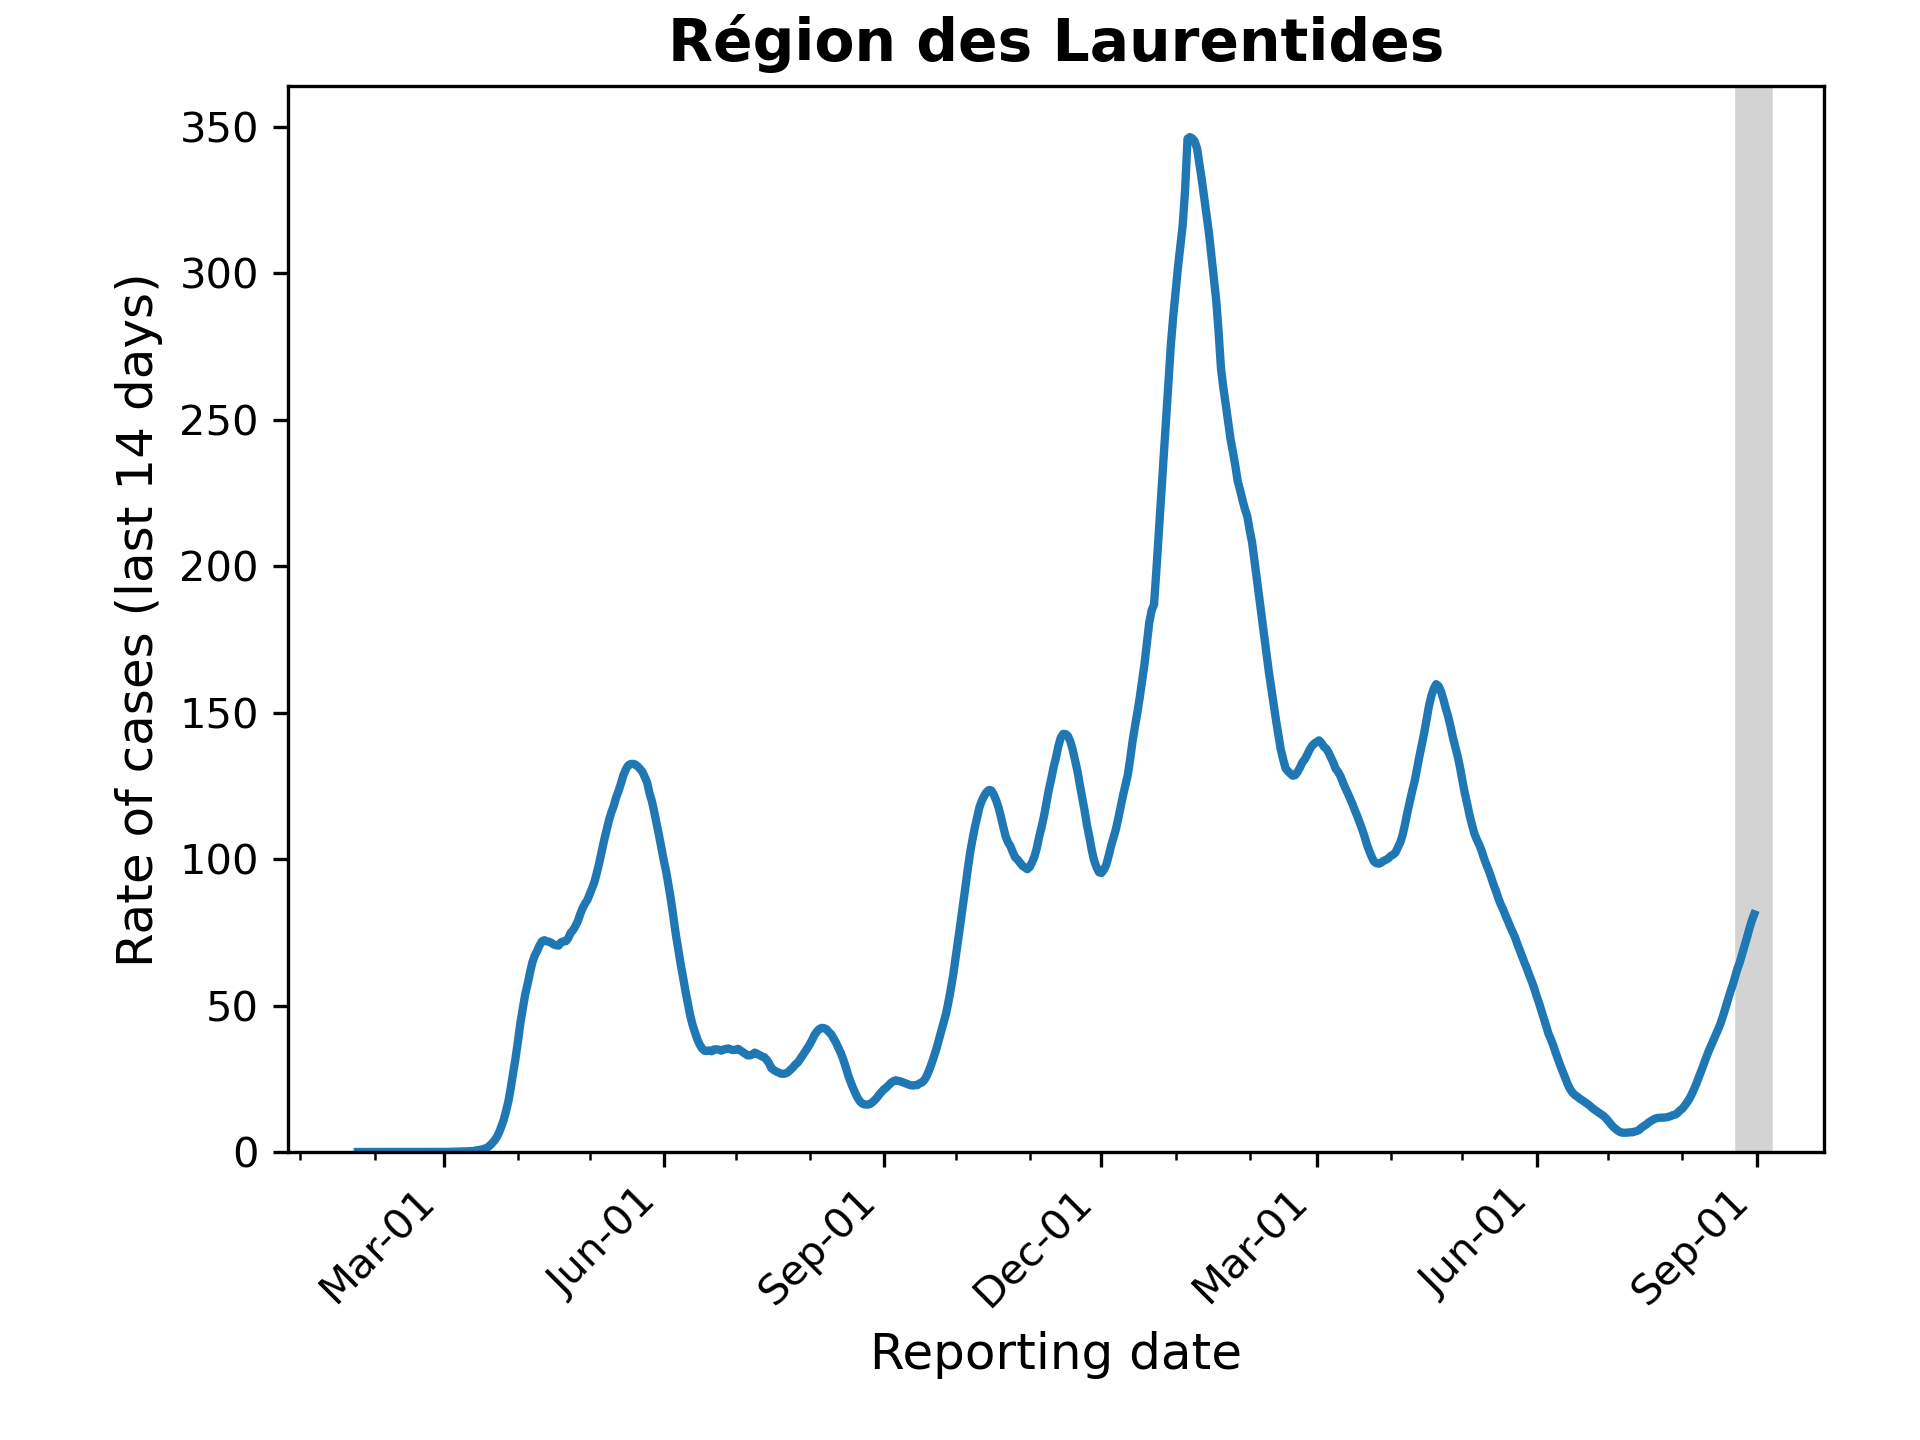 Région des Laurentides
Rate of cases (last 14 days)
350
300
250
200
150
100
50
0
Mar-01
Jun-01
Sep-01
Dec-01
Mar-01
Jun-01
Sep-01
Reporting date